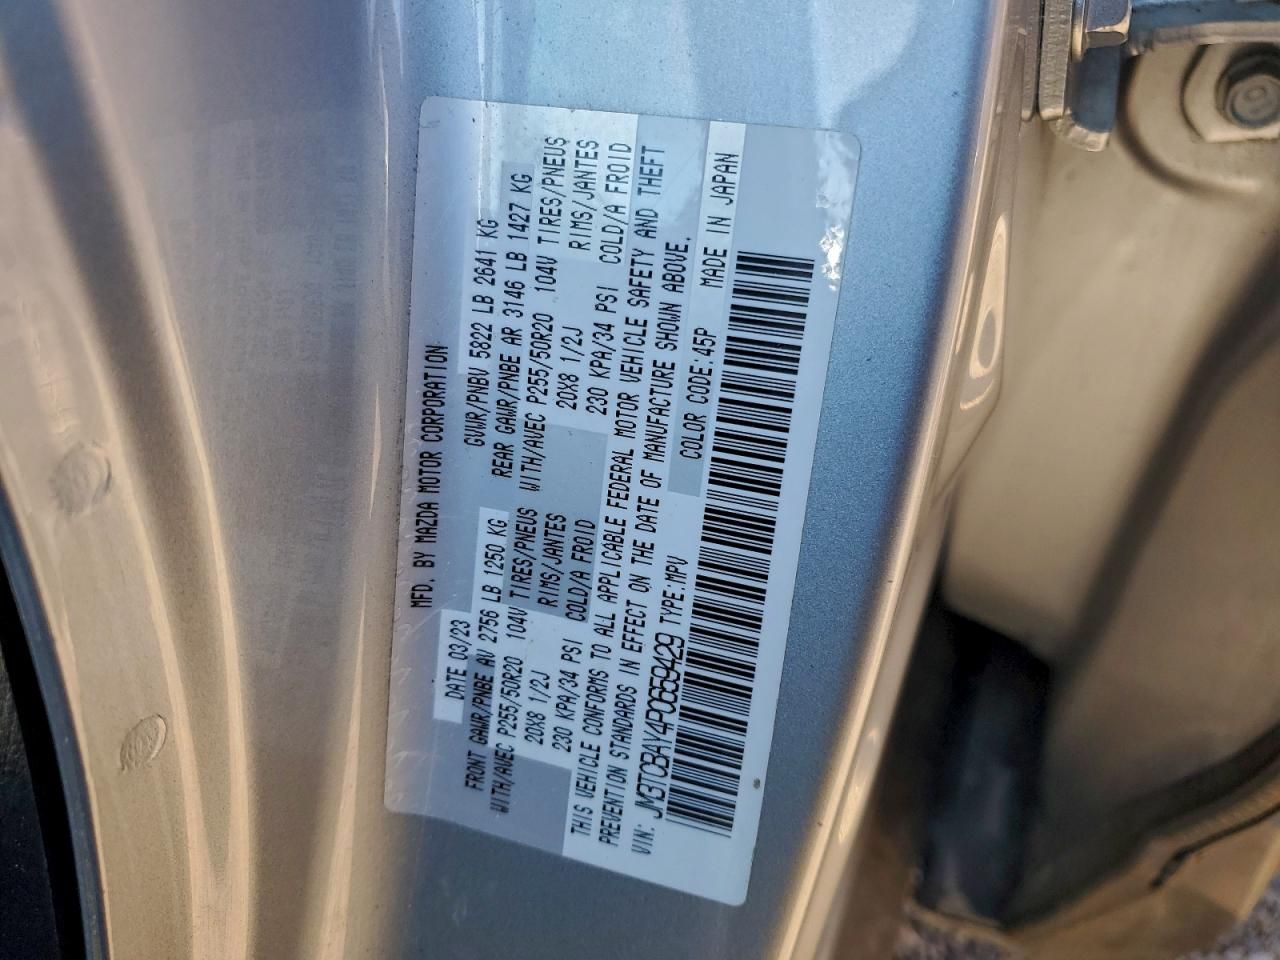 MFD. BY MAZDA MOTOR CORPORATION
DATE 03/23 GVWR/PNBV 5822 LB 2641 KG
FRONT GAWR/PNBE AV 2756 LB 1250 KG REAR GAWR/PNBE AR 3146 LB 1427 KG
WITH/AVEC P255/50R20 104V TIRES/PNEUS WITH/AVEC P255/50R20 104V TIRES/PNEUS
20X8 1/2J RIMS/JANTES 20X8 1/2J RIMS/JANTES
230 KPA/34 PSI COLD/A FROID 230 KPA/34 PSI COLD/A FROID
THIS VEHICLE CONFORMS TO ALL APPLICABLE FEDERAL MOTOR VEHICLE SAFETY AND THEFT
PREVENTION STANDARDS IN EFFECT ON THE DATE OF MANUFACTURE SHOWN ABOVE.
VIN: JM3TCBAY4P0659429 TYPE:MPV COLOR CODE:45P MADE IN JAPAN